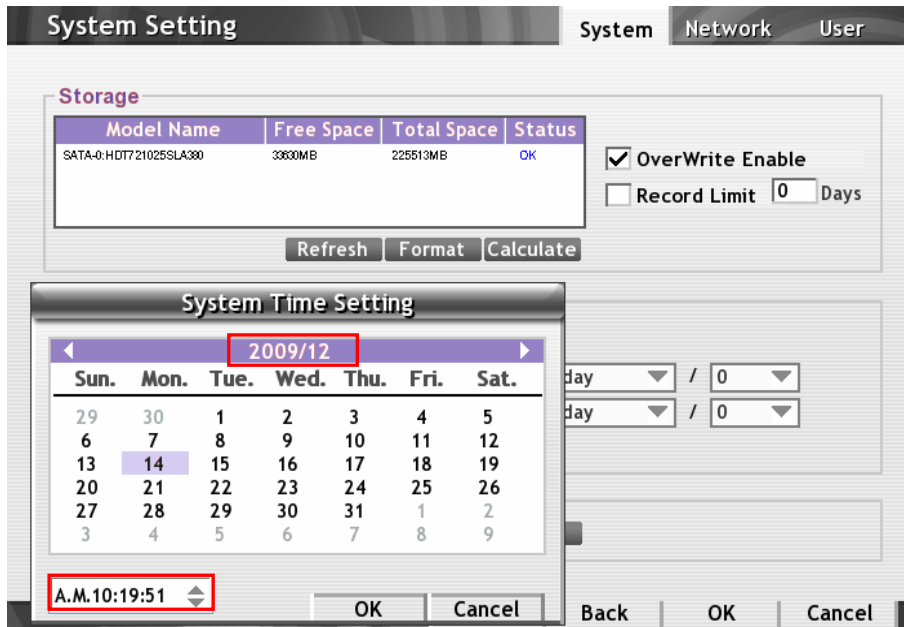 System Setting
System Network User
Storage
Model Name Free Space Total Space Status
SATA-0:HDT721025SLA380 33630MB 225513MB OK
OverWrite Enable
Record Limit 0 Days
Refresh Format Calculate
System Time Setting
2009/12
Sun. Mon. Tue. Wed. Thu. Fri. Sat.
29 30 1 2 3 4 5
6 7 8 9 10 11 12
13 14 15 16 17 18 19
20 21 22 23 24 25 26
27 28 29 30 31 1 2
3 4 5 6 7 8 9
A.M.10:19:51
OK Cancel
day / 0
day / 0
Back OK Cancel